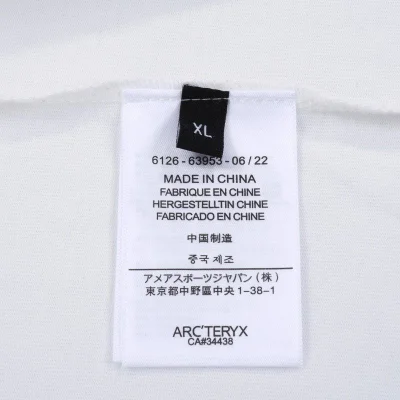 XL
6126 - 63953 - 06 / 22
MADE IN CHINA
FABRIQUE EN CHINE
HERGESTELLTIN CHINE
FABRICADO EN CHINE
中国制造
중국 제조
アメアスポーツジャパン (株)
東京都中野區中央 1-38-1
ARC'TERYX
CA#34438